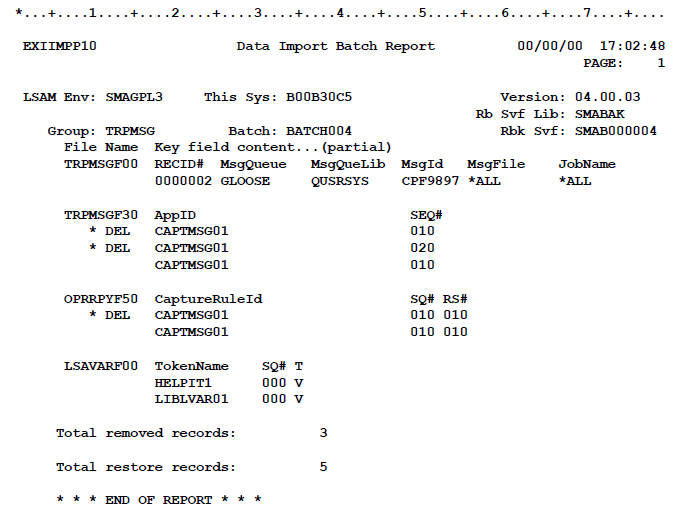 *...+....1....+....2....+....3....+....4....+....5....+....6....+....7....+....
EXIIMPP10 Data Import Batch Report 00/00/00 17:02:48
PAGE: 1
LSAM Env: SMAGPL3 This Sys: B00B30C5 Version: 04.00.03
Rb Svf Lib: SMABAK
Group: TRPMSG Batch: BATCH004 Rbk Svf: SMAB000004
File Name Key field content...(partial)
TRPMSGF00 RECID# MsgQueue MsgQueLib MsgId MsgFile JobName
0000002 GLOOSE QUSRSYS CPF9897 *ALL *ALL
TRPMSGF30 AppID SEQ#
* DEL CAPTMSG01 010
* DEL CAPTMSG01 020
CAPTMSG01 010
OPRRPYF50 CaptureRuleId SQ# RS#
* DEL CAPTMSG01 010 010
CAPTMSG01 010 010
LSAVARF00 TokenName SQ# T
HELPIT1 000 V
LIBLVAR01 000 V
Total removed records: 3
Total restore records: 5
* * * END OF REPORT * * *